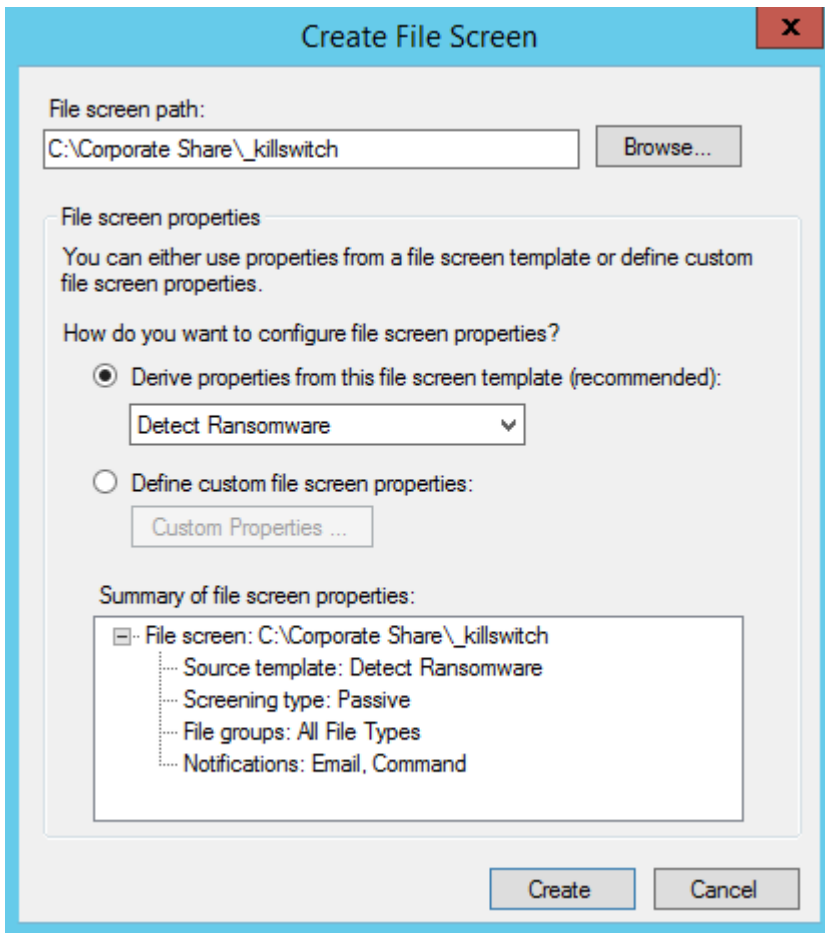 Create File Screen
x
File screen path:
C:\Corporate Share\_killswitch
Browse...
File screen properties
You can either use properties from a file screen template or define custom
file screen properties.
How do you want to configure file screen properties?
Derive properties from this file screen template (recommended):
Detect Ransomware
Define custom file screen properties:
Custom Properties ...
Summary of file screen properties:
File screen: C:\Corporate Share\_killswitch
Source template: Detect Ransomware
Screening type: Passive
File groups: All File Types
Notifications: Email, Command
Create
Cancel